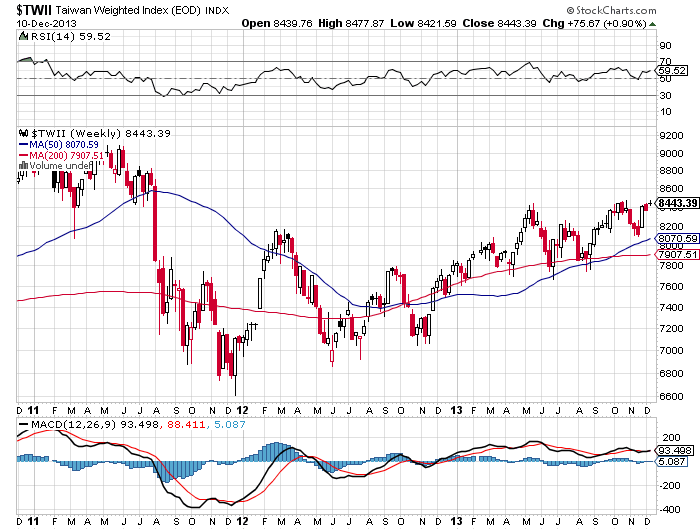 $TWII Taiwan Weighted Index (EOD) INDX © StockCharts.com
10-Dec-2013 Open 8439.76 High 8477.87 Low 8421.59 Close 8443.39 Chg +75.67 (+0.90%)
RSI(14) 59.52
90
70
59.52
50
30
10
$TWII (Weekly) 8443.39
MA(50) 8070.59
MA(200) 7907.51
Volume undef
9200
9000
8800
8600
8443.39
8200
8070.59
8000
7907.51
7800
7600
7400
7200
7000
6800
6600
D 11 F M A M J J A S O N D 12 F M A M J J A S O N D 13 F M A M J J A S O N D
MACD(12,26,9) 93.498, 88.411, 5.087
200
93.498
5.087
-200
-400
D 11 F M A M J J A S O N D 12 F M A M J J A S O N D 13 F M A M J J A S O N D